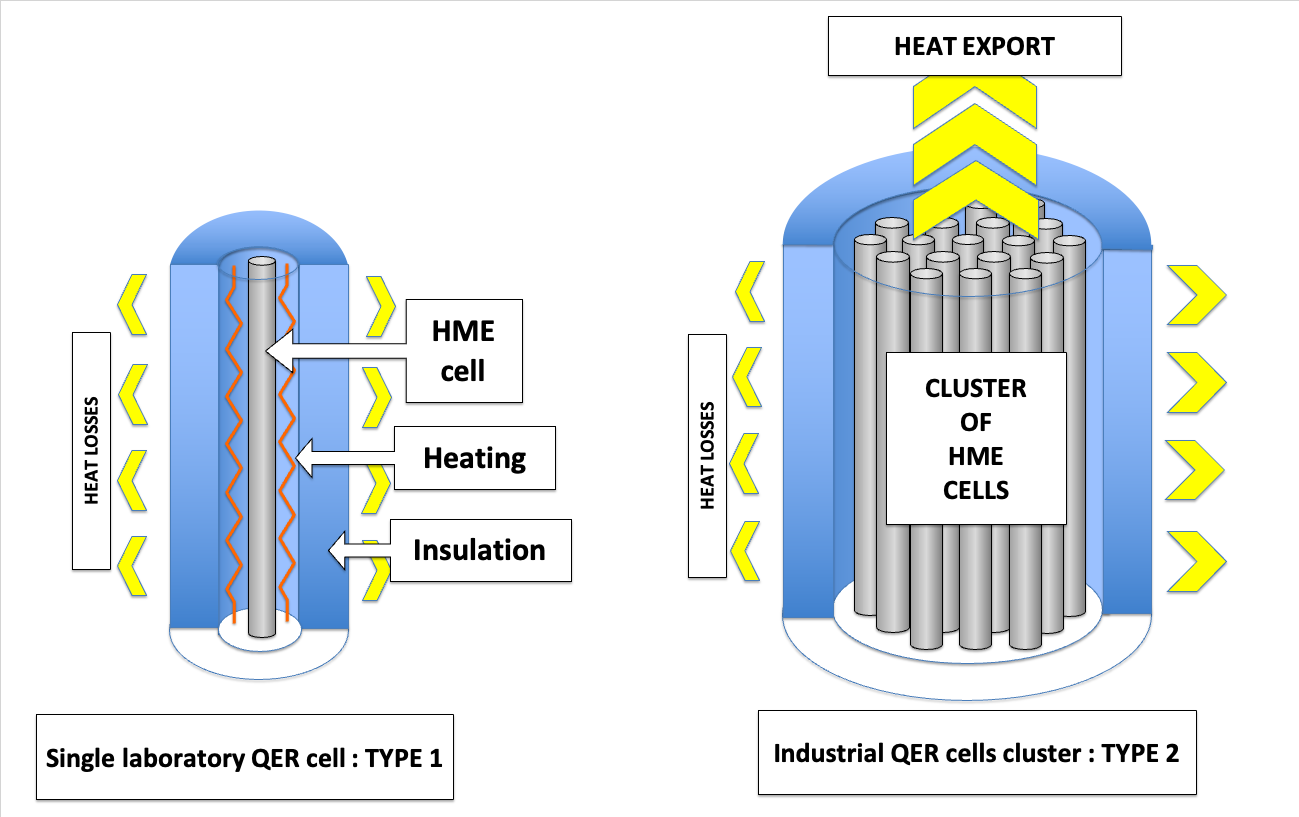 HEAT EXPORT
HEAT LOSSES
HME
cell
Heating
Insulation
HEAT LOSSES
CLUSTER
OF
HME
CELLS
Single laboratory QER cell : TYPE 1
Industrial QER cells cluster : TYPE 2